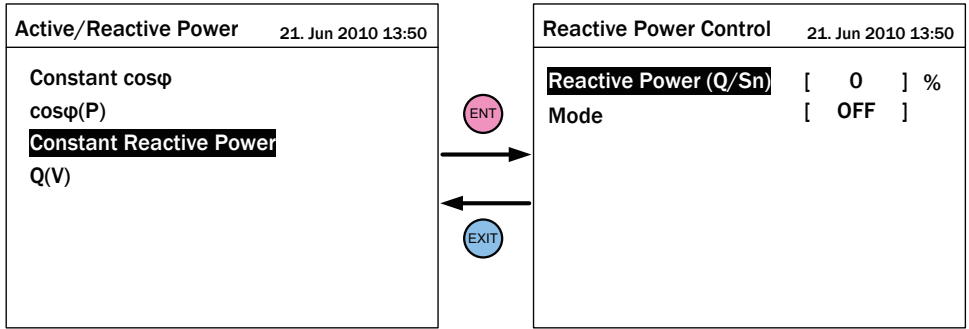 Active/Reactive Power 21. Jun 2010 13:50
Constant cosφ
cosφ(P)
Constant Reactive Power
Q(V)
ENT
EXIT
Reactive Power Control 21. Jun 2010 13:50
Reactive Power (Q/Sn) [ 0 ] %
Mode [ OFF ]